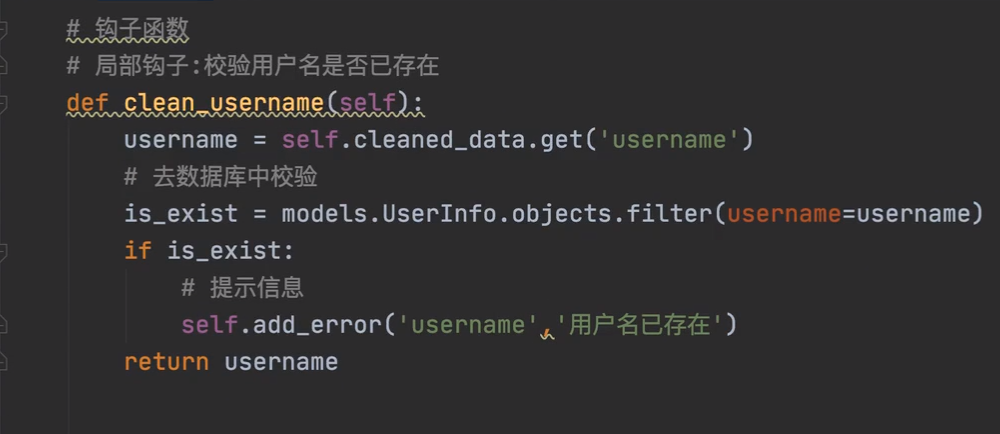 # 钩子函数
# 局部钩子:校验用户名是否已存在
def clean_username(self):
username = self.cleaned_data.get('username')
# 去数据库中校验
is_exist = models.UserInfo.objects.filter(username=username)
if is_exist:
# 提示信息
self.add_error('username','用户名已存在')
return username